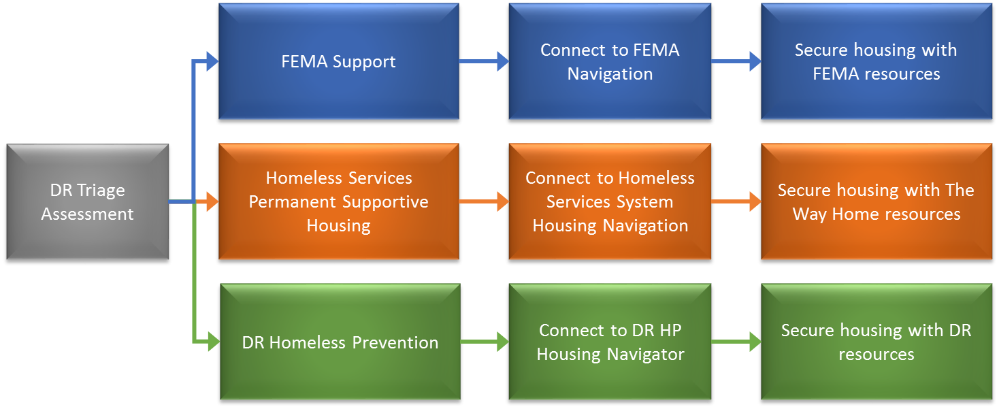 DR Triage
Assessment
FEMA Support
Connect to FEMA
Navigation
Secure housing with
FEMA resources
Homeless Services
Permanent Supportive
Housing
Connect to Homeless
Services System
Housing Navigation
Secure housing with The
Way Home resources
DR Homeless Prevention
Connect to DR HP
Housing Navigator
Secure housing with DR
resources